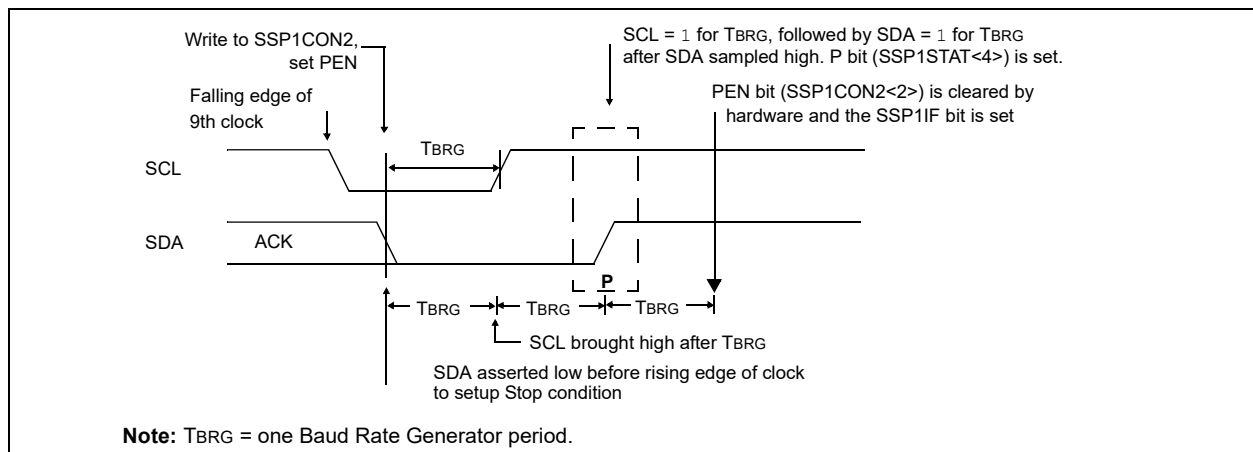 Write to SSP1CON2,
set PEN
SCL = 1 for TBRG, followed by SDA = 1 for TBRG
after SDA sampled high. P bit (SSP1STAT<4>) is set.
Falling edge of
9th clock
PEN bit (SSP1CON2<2>) is cleared by
hardware and the SSP1IF bit is set
TBRG
SCL
SDA
ACK
P
TBRG
TBRG
TBRG
SCL brought high after TBRG
SDA asserted low before rising edge of clock
to setup Stop condition
Note: TBRG = one Baud Rate Generator period.